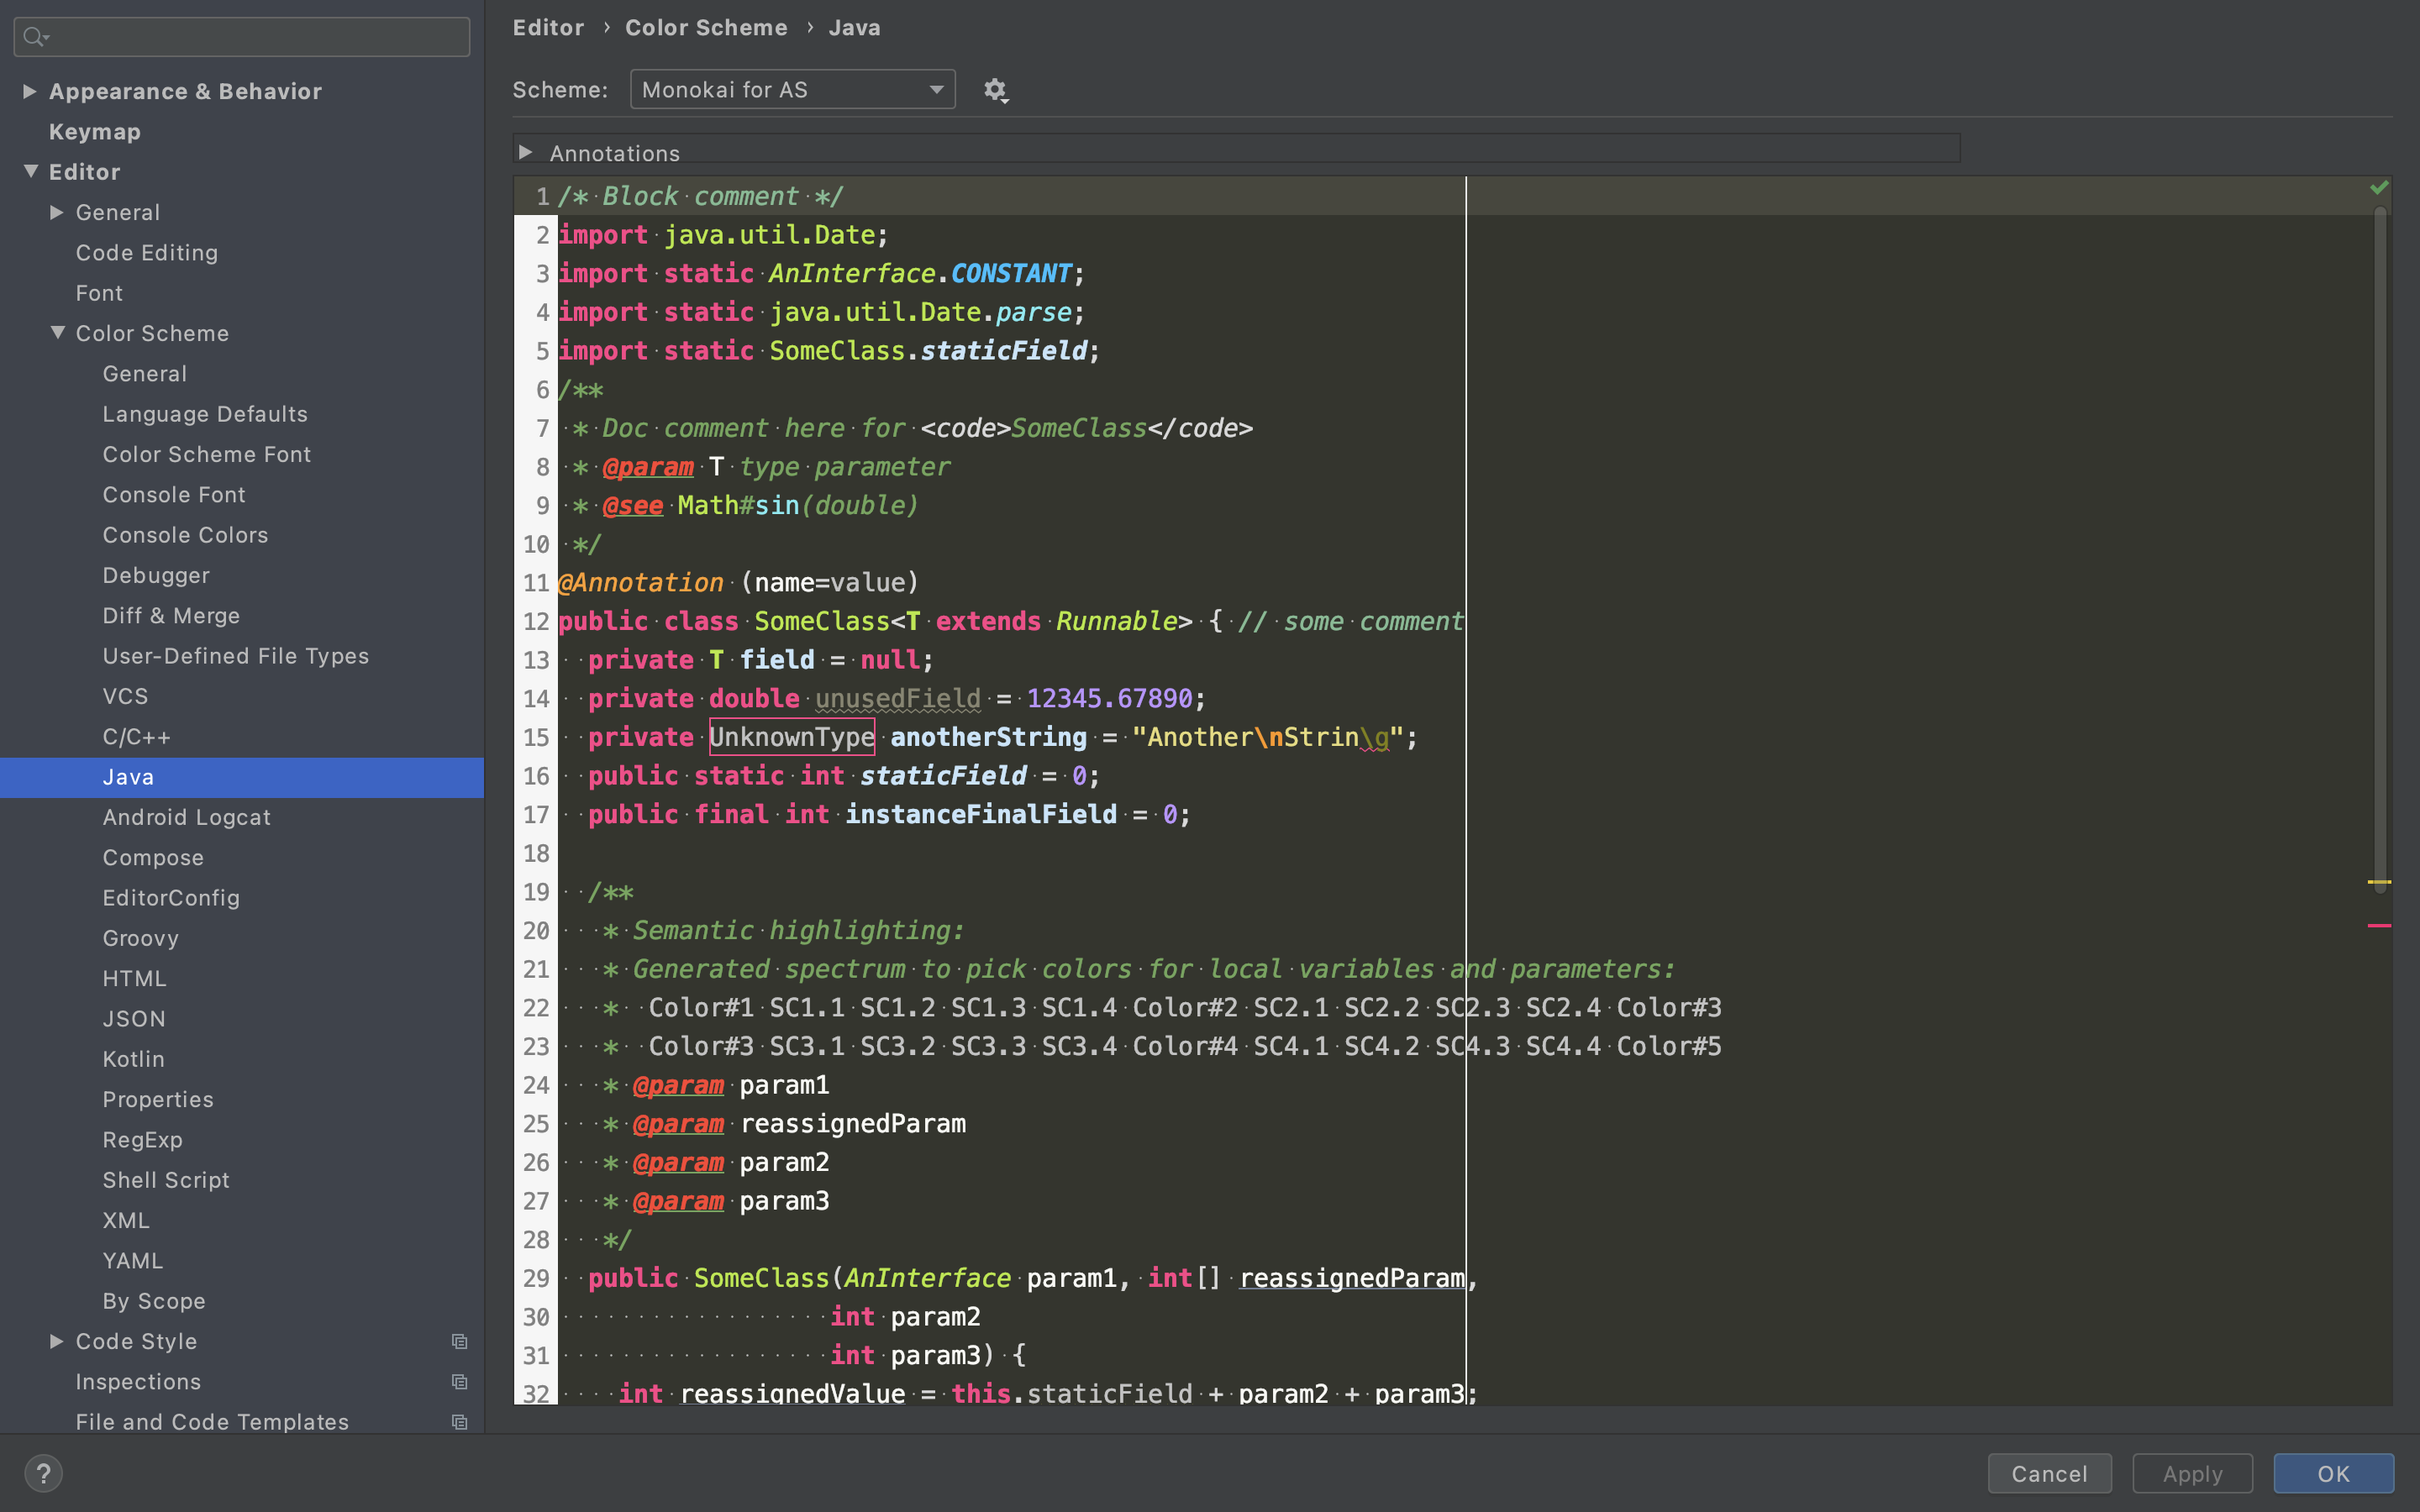 Appearance & Behavior
Keymap
Editor
General
Code Editing
Font
Color Scheme
General
Language Defaults
Color Scheme Font
Console Font
Console Colors
Debugger
Diff & Merge
User-Defined File Types
VCS
C/C++
Java
Android Logcat
Compose
EditorConfig
Groovy
HTML
JSON
Kotlin
Properties
RegExp
Shell Script
XML
YAML
By Scope
Code Style
Inspections
File and Code Templates
Editor › Color Scheme › Java
Scheme: Monokai for AS
Annotations
1 /* Block comment */
2 import java.util.Date;
3 import static AnInterface.CONSTANT;
4 import static java.util.Date.parse;
5 import static SomeClass.staticField;
6 /**
7  * Doc comment here for <code>SomeClass</code>
8  * @param T type parameter
9  * @see Math#sin(double)
10  */
11 @Annotation (name=value)
12 public class SomeClass<T extends Runnable> { // some comment
13   private T field = null;
14   private double unusedField = 12345.67890;
15   private UnknownType anotherString = "Another\nStrin\g";
16   public static int staticField = 0;
17   public final int instanceFinalField = 0;
18
19   /**
20    * Semantic highlighting:
21    * Generated spectrum to pick colors for local variables and parameters:
22    *  Color#1 SC1.1 SC1.2 SC1.3 SC1.4 Color#2 SC2.1 SC2.2 SC2.3 SC2.4 Color#3
23    *  Color#3 SC3.1 SC3.2 SC3.3 SC3.4 Color#4 SC4.1 SC4.2 SC4.3 SC4.4 Color#5
24    * @param param1
25    * @param reassignedParam
26    * @param param2
27    * @param param3
28    */
29   public SomeClass(AnInterface param1, int[] reassignedParam,
30                   int param2
31                   int param3) {
32     int reassignedValue = this.staticField + param2 + param3;
?
Cancel
Apply
OK